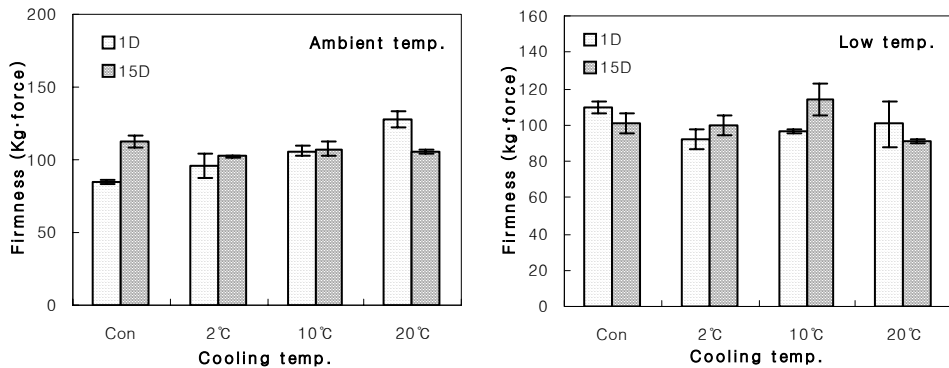 200
150
100
50
0
Firmness (Kg·force)
1D
15D
Ambient temp.
Con 2℃ 10℃ 20℃
Cooling temp.
160
140
120
100
80
60
40
20
0
Firmness (kg·force)
1D
15D
Low temp.
Con 2℃ 10℃ 20℃
Cooling temp.